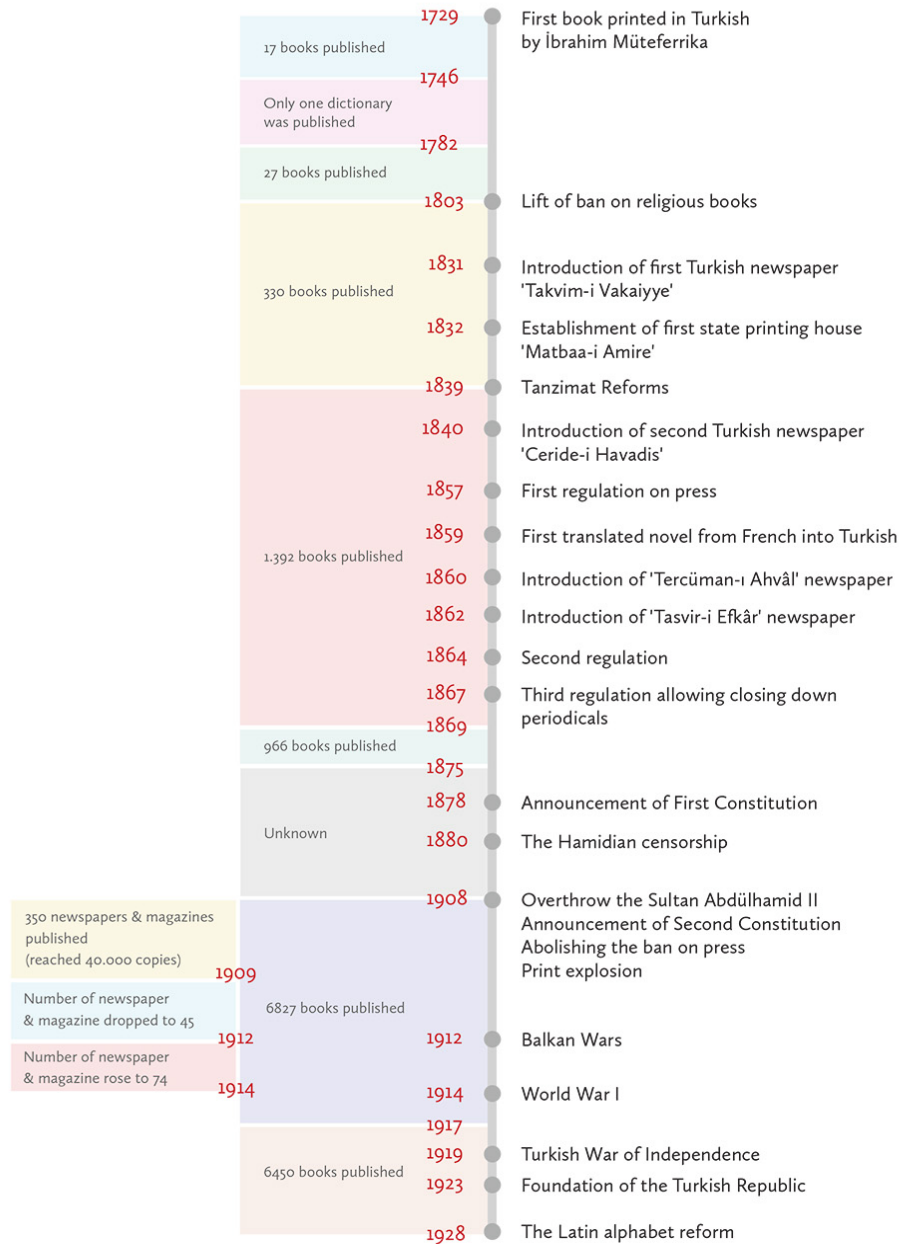 1729
First book printed in Turkish
by İbrahim Müteferrika
17 books published
1746
Only one dictionary
was published
1782
27 books published
1803
Lift of ban on religious books
1831
Introduction of first Turkish newspaper
'Takvim-i Vakaiyye'
330 books published
1832
Establishment of first state printing house
'Matbaa-i Amire'
1839
Tanzimat Reforms
1840
Introduction of second Turkish newspaper
'Ceride-i Havadis'
1857
First regulation on press
1859
First translated novel from French into Turkish
1.392 books published
1860
Introduction of 'Tercüman-ı Ahvâl' newspaper
1862
Introduction of 'Tasvir-i Efkâr' newspaper
1864
Second regulation
1867
Third regulation allowing closing down
periodicals
1869
966 books published
1875
1878
Announcement of First Constitution
Unknown
1880
The Hamidian censorship
1908
Overthrow the Sultan Abdülhamid II
Announcement of Second Constitution
Abolishing the ban on press
Print explosion
350 newspapers & magazines
published
(reached 40.000 copies)
1909
Number of newspaper
& magazine dropped to 45
6827 books published
1912
1912
Balkan Wars
Number of newspaper
& magazine rose to 74
1914
1914
World War I
1917
1919
Turkish War of Independence
6450 books published
1923
Foundation of the Turkish Republic
1928
The Latin alphabet reform